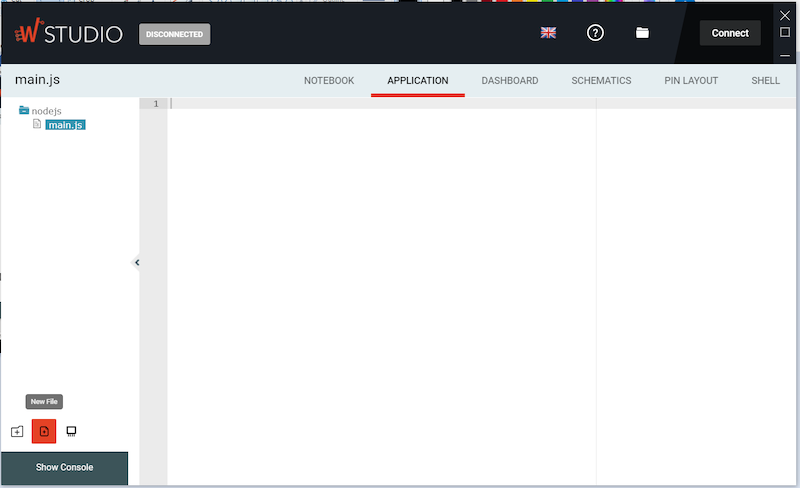 W STUDIO
DISCONNECTED
?
Connect
main.js
NOTEBOOK
APPLICATION
DASHBOARD
SCHEMATICS
PIN LAYOUT
SHELL
nodejs
main.js
1
New File
Show Console